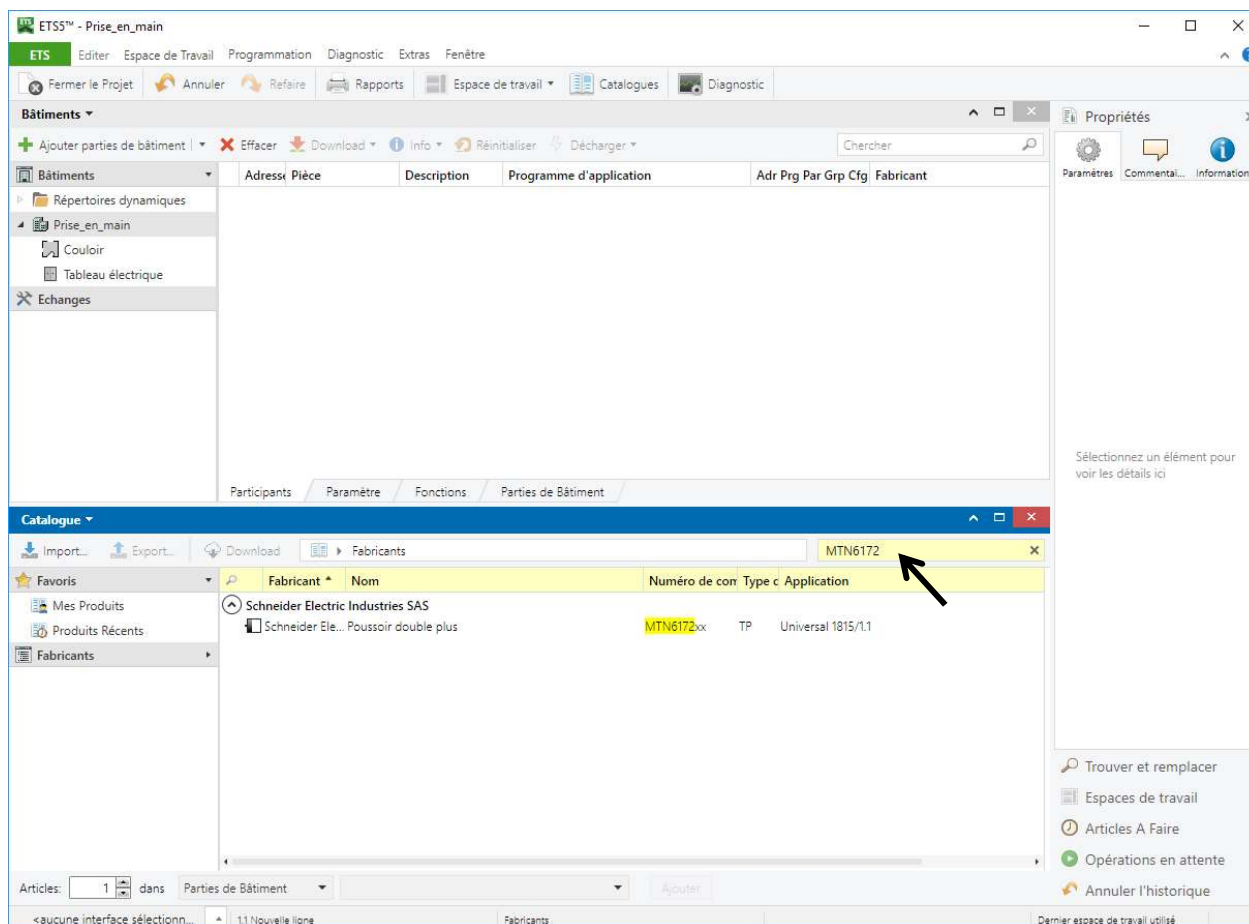 ETS5™ - Prise_en_main
ETS Editer Espace de Travail Programmation Diagnostic Extras Fenêtre
Fermer le Projet Annuler Refaire Rapports Espace de travail Catalogues Diagnostic
Bâtiments
Propriétés
Ajouter parties de bâtiment Effacer Download Info Réinitialiser Décharger Chercher
Paramètres Commentai... Information
Bâtiments Adresse Pièce Description Programme d'application Adr Prg Par Grp Cfg Fabricant
Répertoires dynamiques
Prise_en_main
Couloir
Tableau électrique
Echanges
Sélectionnez un élément pour
voir les détails ici
Participants Paramètre Fonctions Parties de Bâtiment
Catalogue
Import... Export... Download Fabricants MTN6172
Favoris Fabricant Nom Numéro de com Type c Application
Mes Produits Schneider Electric Industries SAS
Produits Récents Schneider Ele... Poussoir double plus MTN6172xx TP Universal 1815/1.1
Fabricants
Trouver et remplacer
Espaces de travail
Articles A Faire
Opérations en attente
Annuler l'historique
Articles: 1 dans Parties de Bâtiment Ajouter
<aucune interface sélectionn... 1.1 Nouvelle ligne Fabricants Dernier espace de travail utilisé